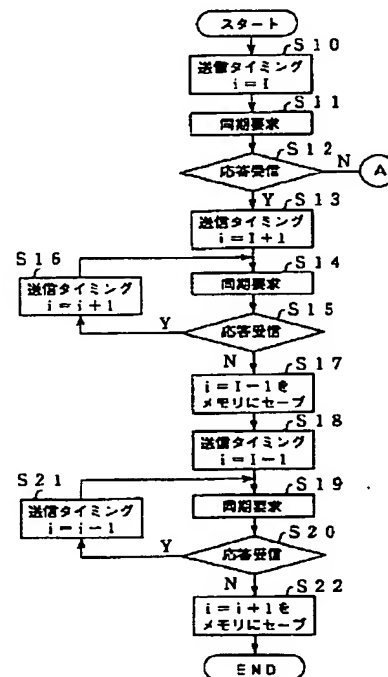 スタート
S10
送信タイミング
i=I
S11
同期要求
S12
応答受信
N
A
Y
S13
送信タイミング
i=I+1
S16
送信タイミング
i=i+1
S14
同期要求
S15
応答受信
Y
N
S17
i=I-1を
メモリにセーブ
S18
送信タイミング
i=I-1
S21
送信タイミング
i=i-1
S19
同期要求
S20
応答受信
Y
N
S22
i=i+1を
メモリにセーブ
END